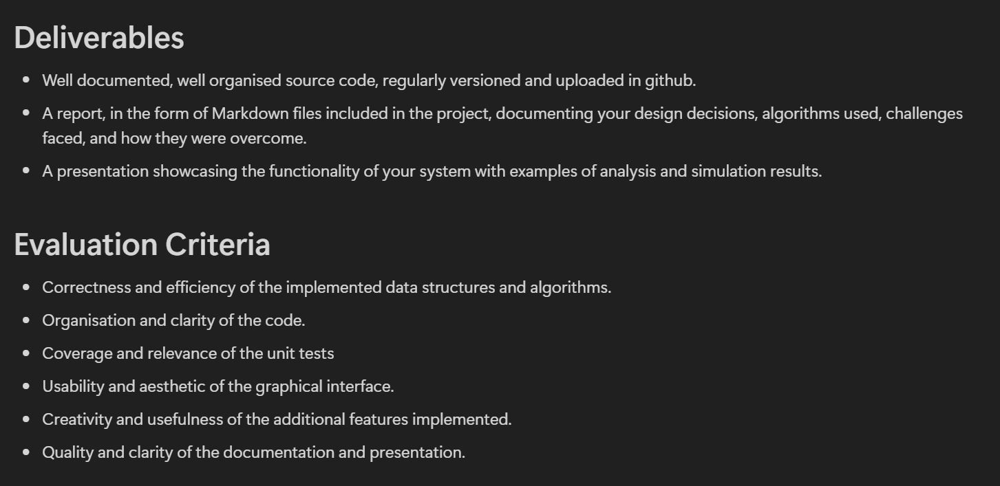 Deliverables
• Well documented, well organised source code, regularly versioned and uploaded in github.
• A report, in the form of Markdown files included in the project, documenting your design decisions, algorithms used, challenges
faced, and how they were overcome.
• A presentation showcasing the functionality of your system with examples of analysis and simulation results.
Evaluation Criteria
• Correctness and efficiency of the implemented data structures and algorithms.
• Organisation and clarity of the code.
• Coverage and relevance of the unit tests
• Usability and aesthetic of the graphical interface.
• Creativity and usefulness of the additional features implemented.
• Quality and clarity of the documentation and presentation.